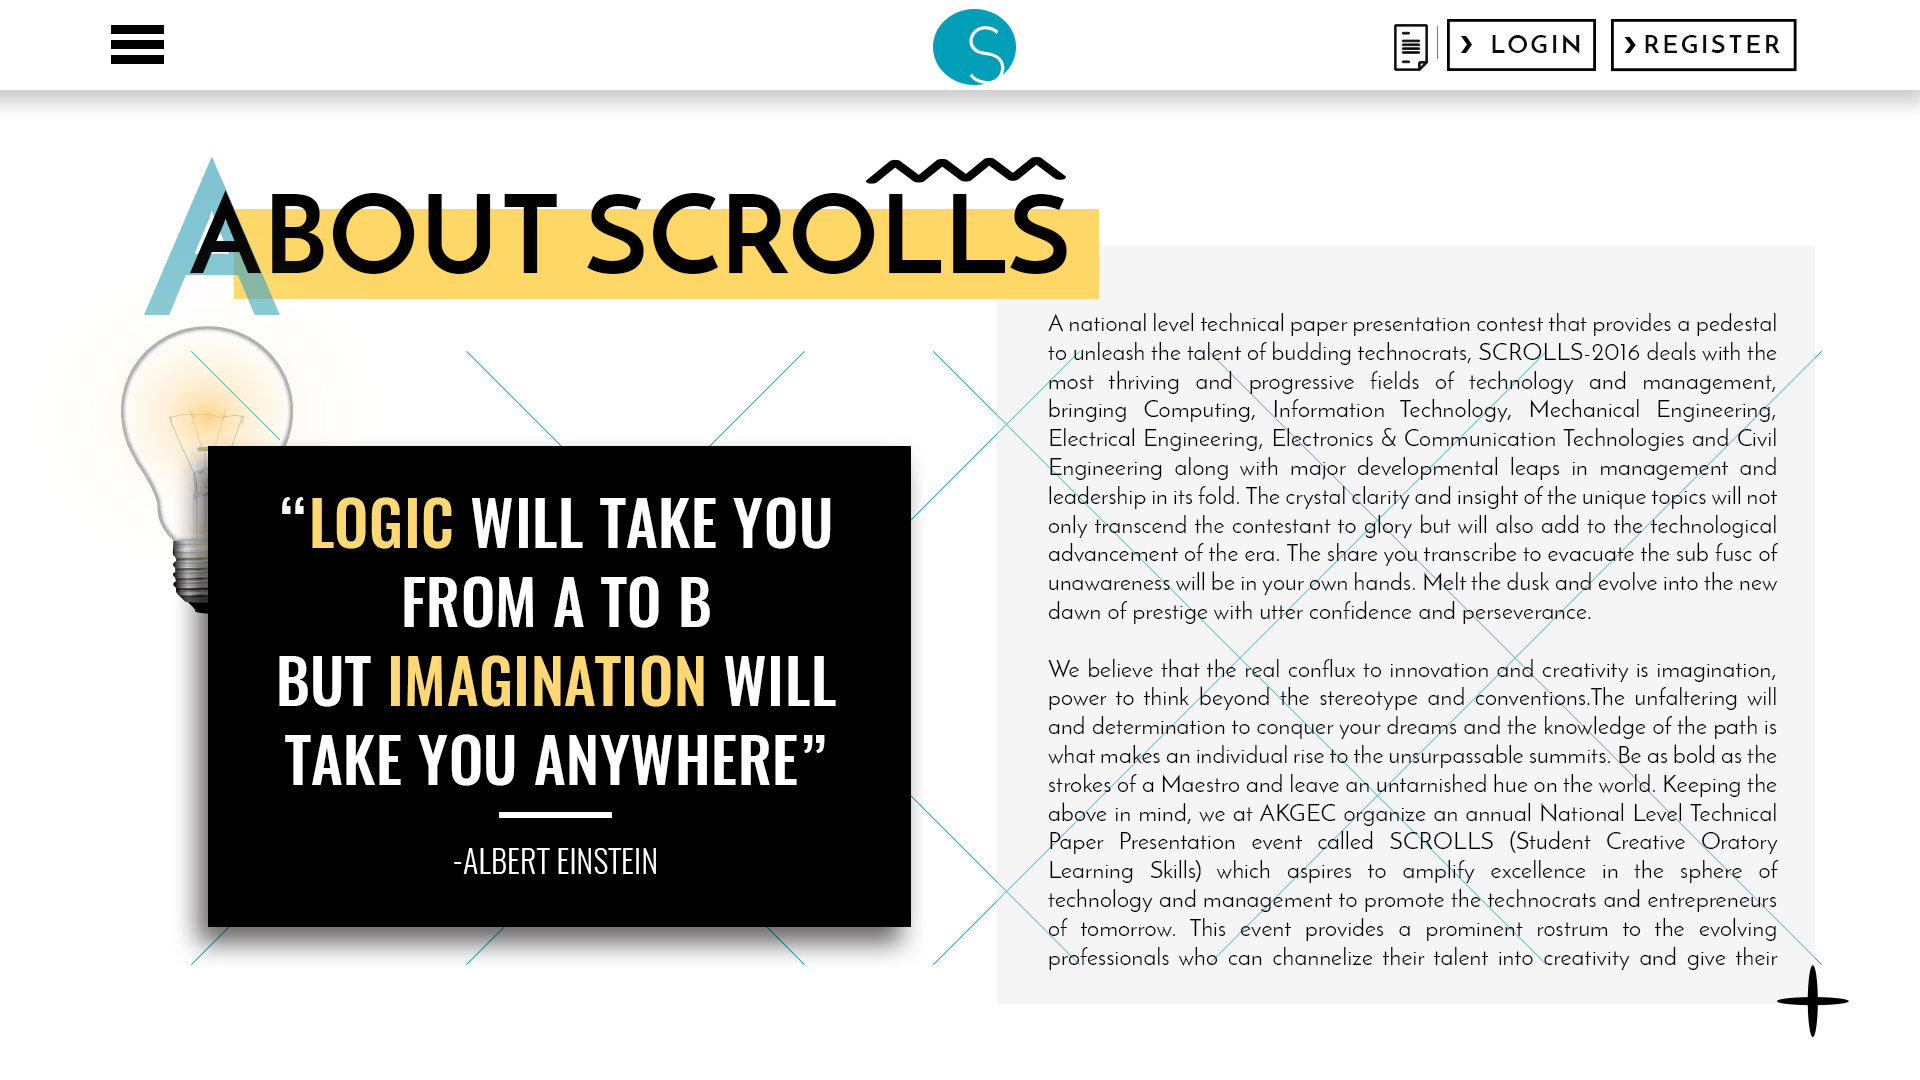 S
LOGIN
REGISTER
ABOUT SCROLLS
“LOGIC WILL TAKE YOU
FROM A TO B
BUT IMAGINATION WILL
TAKE YOU ANYWHERE”
-ALBERT EINSTEIN
A national level technical paper presentation contest that provides a pedestal
to unleash the talent of budding technocrats, SCROLLS-2016 deals with the
most thriving and progressive fields of technology and management,
bringing Computing, Information Technology, Mechanical Engineering,
Electrical Engineering, Electronics & Communication Technologies and Civil
Engineering along with major developmental leaps in management and
leadership in its fold. The crystal clarity and insight of the unique topics will not
only transcend the contestant to glory but will also add to the technological
advancement of the era. The share you transcribe to evacuate the sub fusc of
unawareness will be in your own hands. Melt the dusk and evolve into the new
dawn of prestige with utter confidence and perseverance.
We believe that the real conflux to innovation and creativity is imagination,
power to think beyond the stereotype and conventions.The unfaltering will
and determination to conquer your dreams and the knowledge of the path is
what makes an individual rise to the unsurpassable summits. Be as bold as the
strokes of a Maestro and leave an untarnished hue on the world. Keeping the
above in mind, we at AKGEC organize an annual National Level Technical
Paper Presentation event called SCROLLS (Student Creative Oratory
Learning Skills) which aspires to amplify excellence in the sphere of
technology and management to promote the technocrats and entrepreneurs
of tomorrow. This event provides a prominent rostrum to the evolving
professionals who can channelize their talent into creativity and give their